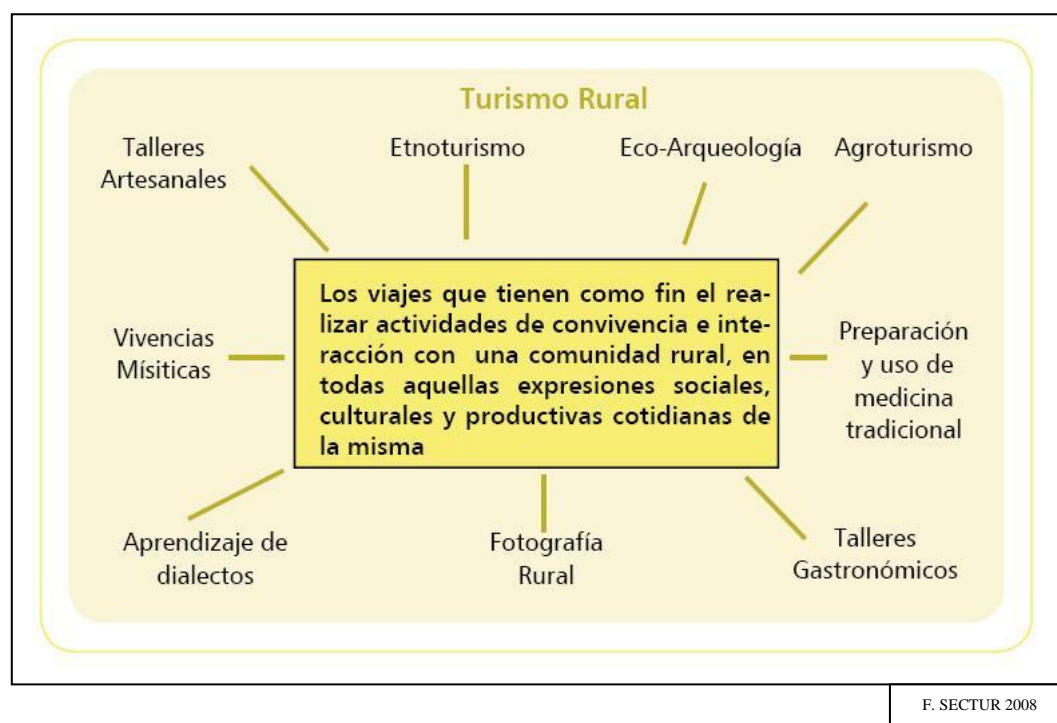 Turismo Rural
Talleres
Artesanales
Etnoturismo
Eco-Arqueología
Agroturismo
Los viajes que tienen como fin el rea-
lizar actividades de convivencia e inte-
racción con una comunidad rural, en
todas aquellas expresiones sociales,
culturales y productivas cotidianas de
la misma
Vivencias
Mísiticas
Preparación
y uso de
medicina
tradicional
Aprendizaje de
dialectos
Fotografía
Rural
Talleres
Gastronómicos
F. SECTUR 2008